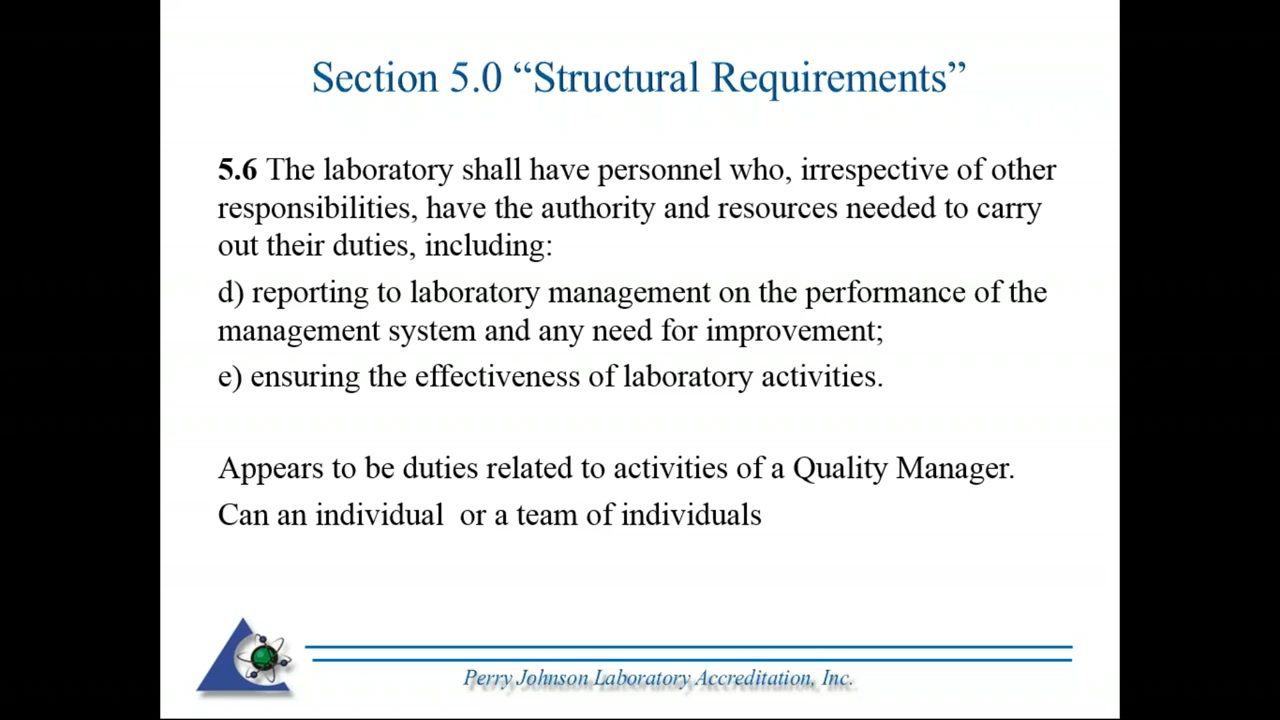 Section 5.0 “Structural Requirements”
5.6 The laboratory shall have personnel who, irrespective of other
responsibilities, have the authority and resources needed to carry
out their duties, including:
d) reporting to laboratory management on the performance of the
management system and any need for improvement;
e) ensuring the effectiveness of laboratory activities.
Appears to be duties related to activities of a Quality Manager.
Can an individual  or a team of individuals
Perry Johnson Laboratory Accreditation, Inc.